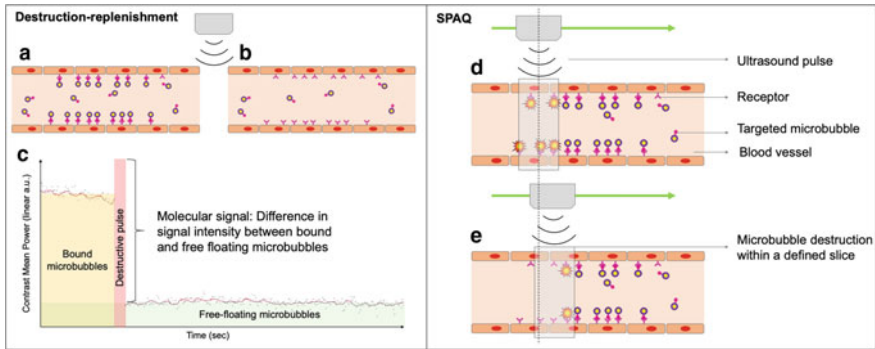 Destruction-replenishment
a
b
c
Contrast Mean Power (linear a.u.)
Bound
microbubbles
Destructive pulse
Molecular signal: Difference in
signal intensity between bound
and free floating microbubbles
Free-floating microbubbles
Time (sec)
SPAQ
d
Ultrasound pulse
Receptor
Targeted microbubble
Blood vessel
e
Microbubble destruction
within a defined slice